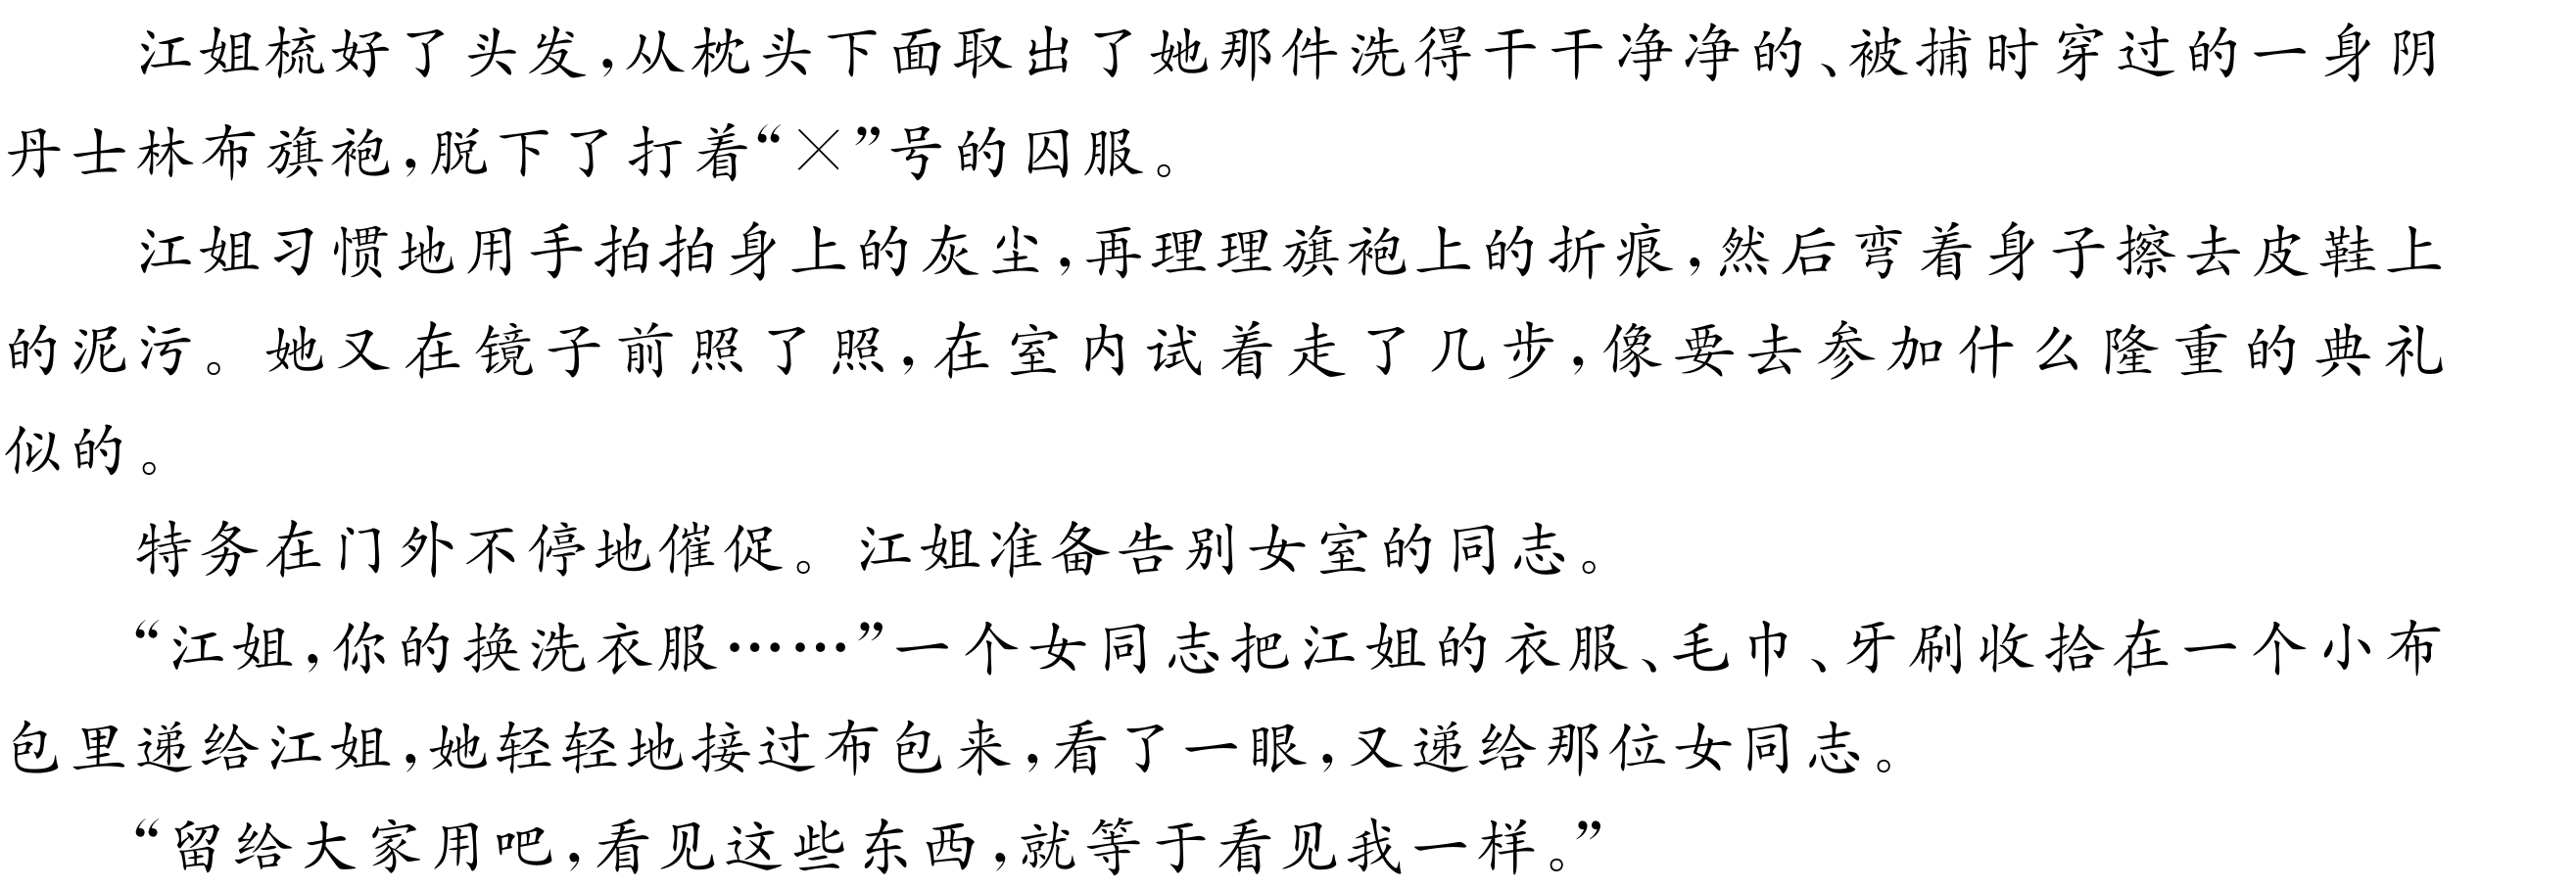 江姐梳好了头发,从枕头下面取出了她那件洗得干干净净的、被捕时穿过的一身阴
丹士林布旗袍,脱下了打着“×”号的囚服。
江姐习惯地用手拍拍身上的灰尘,再理理旗袍上的折痕,然后弯着身子擦去皮鞋上
的泥污。她又在镜子前照了照,在室内试着走了几步,像要去参加什么隆重的典礼
似的。
特务在门外不停地催促。江姐准备告别女室的同志。
“江姐,你的换洗衣服……”一个女同志把江姐的衣服、毛巾、牙刷收拾在一个小布
包里递给江姐,她轻轻地接过布包来,看了一眼,又递给那位女同志。
“留给大家用吧,看见这些东西,就等于看见我一样。”